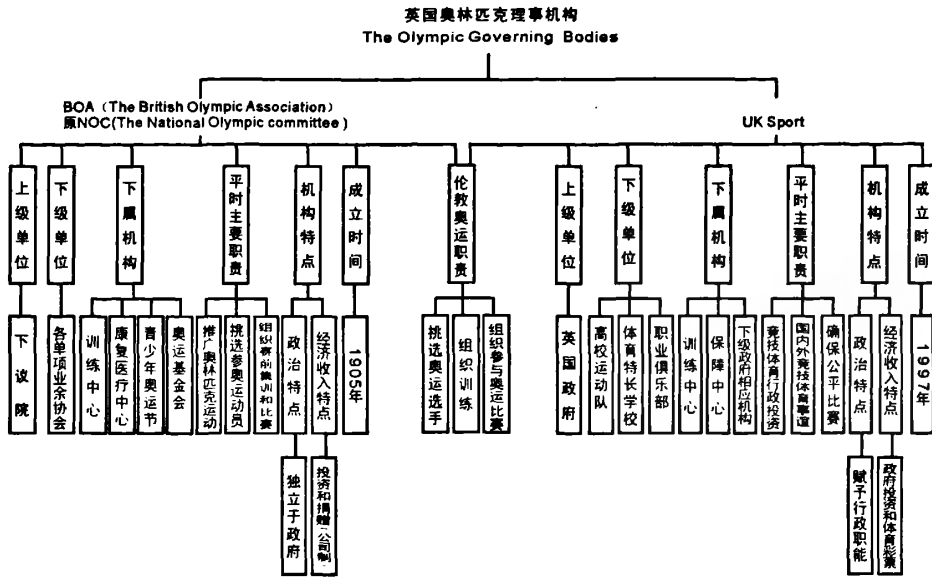 英国奥林匹克理事机构
The Olympic Governing Bodies
BOA（The British Olympic Association）
原NOC(The National Olympic committee )
UK Sport
上级单位
下级单位
下属机构
平时主要职责
机构特点
成立时间
伦敦奥运职责
上级单位
下级单位
下属机构
平时主要职责
机构特点
成立时间
下议院
各单项业余协会
训练中心
康复医疗中心
青少年奥运节
奥运基金会
推广奥林匹克运动
挑选参奥运动员
组织赛前集训和比赛
政治特点
经济收入特点
1905年
挑选奥运选手
组织训练
组织参与奥运比赛
英国政府
高校运动队
体育特长学校
职业俱乐部
训练中心
保障中心
下级政府相应机构
竞技体育行政投资
国内外竞技体育事谊
确保公平比赛
政治特点
经济收入特点
1997年
独立于政府
投资和捐赠(公司制)
赋予行政职能
政府投资和体育彩票